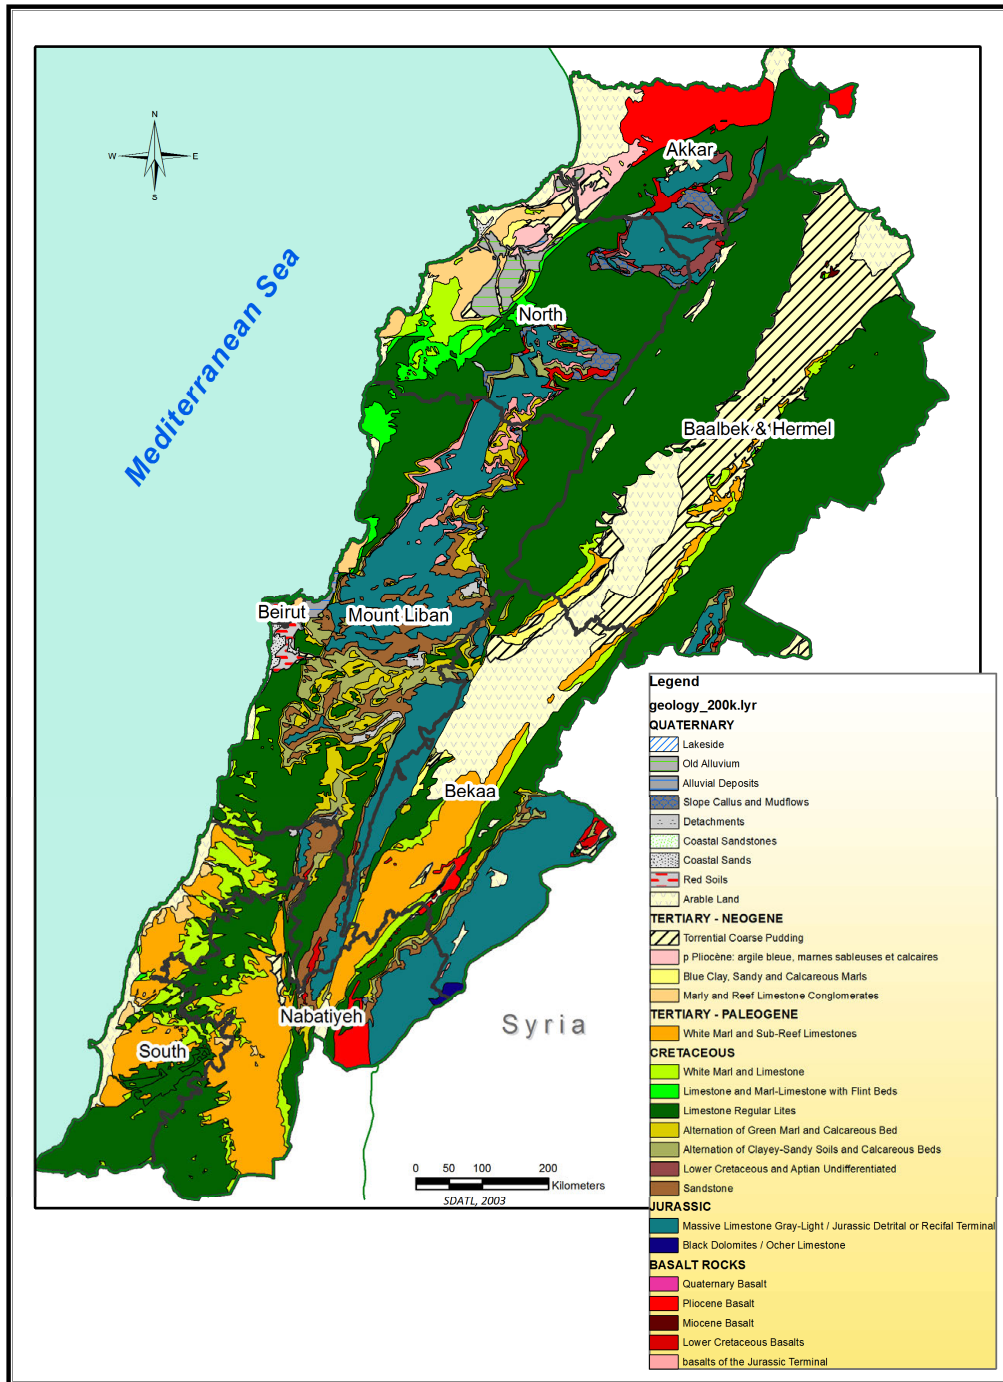 N
W
E
S
Akkar
North
Mediterranean Sea
Baalbek & Hermel
Beirut
Mount Liban
Bekaa
Nabatiyeh
South
Syria
0 50 100 200
Kilometers
SDATL, 2003
Legend
geology_200k.lyr
QUATERNARY
Lakeside
Old Alluvium
Alluvial Deposits
Slope Callus and Mudflows
Detachments
Coastal Sandstones
Coastal Sands
Red Soils
Arable Land
TERTIARY - NEOGENE
Torrential Coarse Pudding
p Pliocène: argile bleue, marnes sableuses et calcaires
Blue Clay, Sandy and Calcareous Marls
Marly and Reef Limestone Conglomerates
TERTIARY - PALEOGENE
White Marl and Sub-Reef Limestones
CRETACEOUS
White Marl and Limestone
Limestone and Marl-Limestone with Flint Beds
Limestone Regular Lites
Alternation of Green Marl and Calcareous Bed
Alternation of Clayey-Sandy Soils and Calcareous Beds
Lower Cretaceous and Aptian Undifferentiated
Sandstone
JURASSIC
Massive Limestone Gray-Light / Jurassic Detrital or Recifal Terminal
Black Dolomites / Ocher Limestone
BASALT ROCKS
Quaternary Basalt
Pliocene Basalt
Miocene Basalt
Lower Cretaceous Basalts
basalts of the Jurassic Terminal